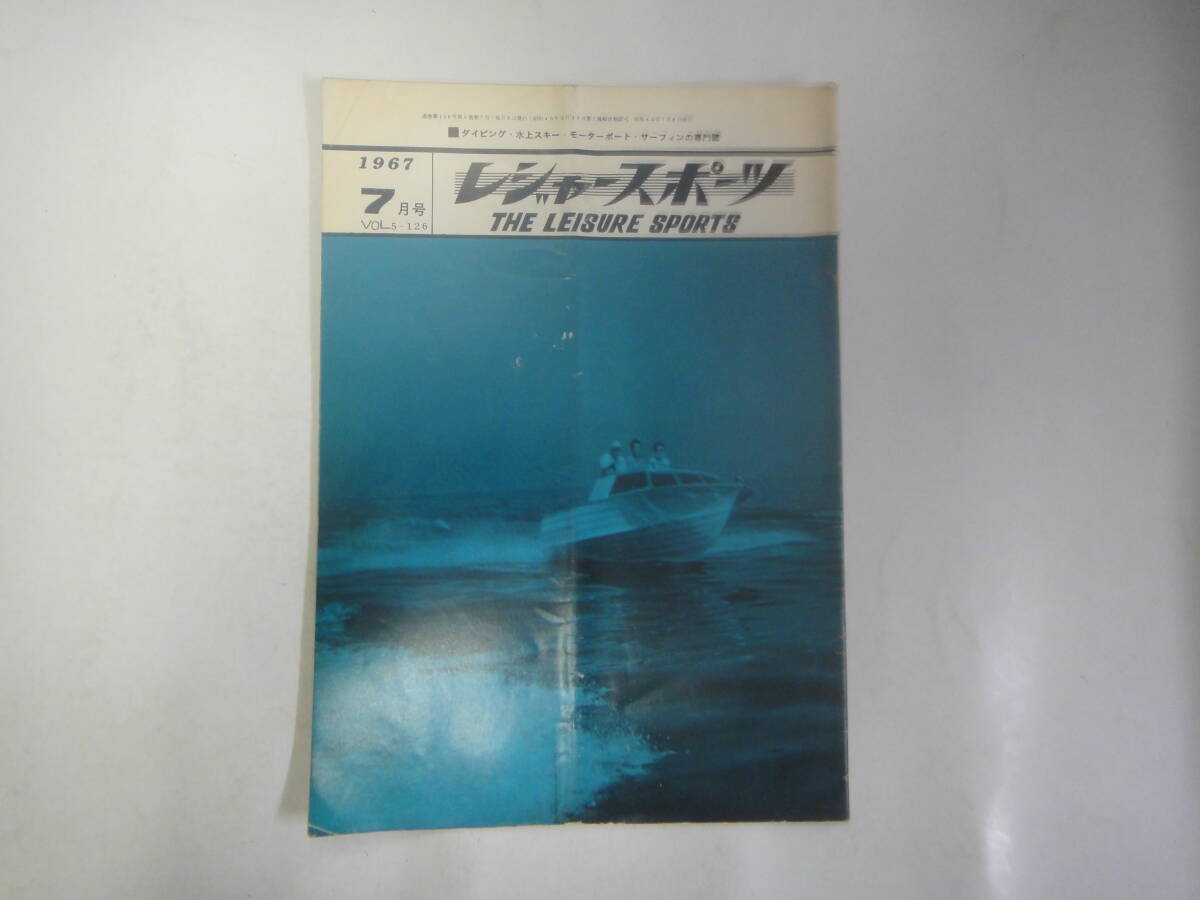 ■ダイビング・水上スキー・モーターボート・サーフィンの専門誌
1967
7月号
VOL5-126
レジャースポーツ
THE LEISURE SPORTS